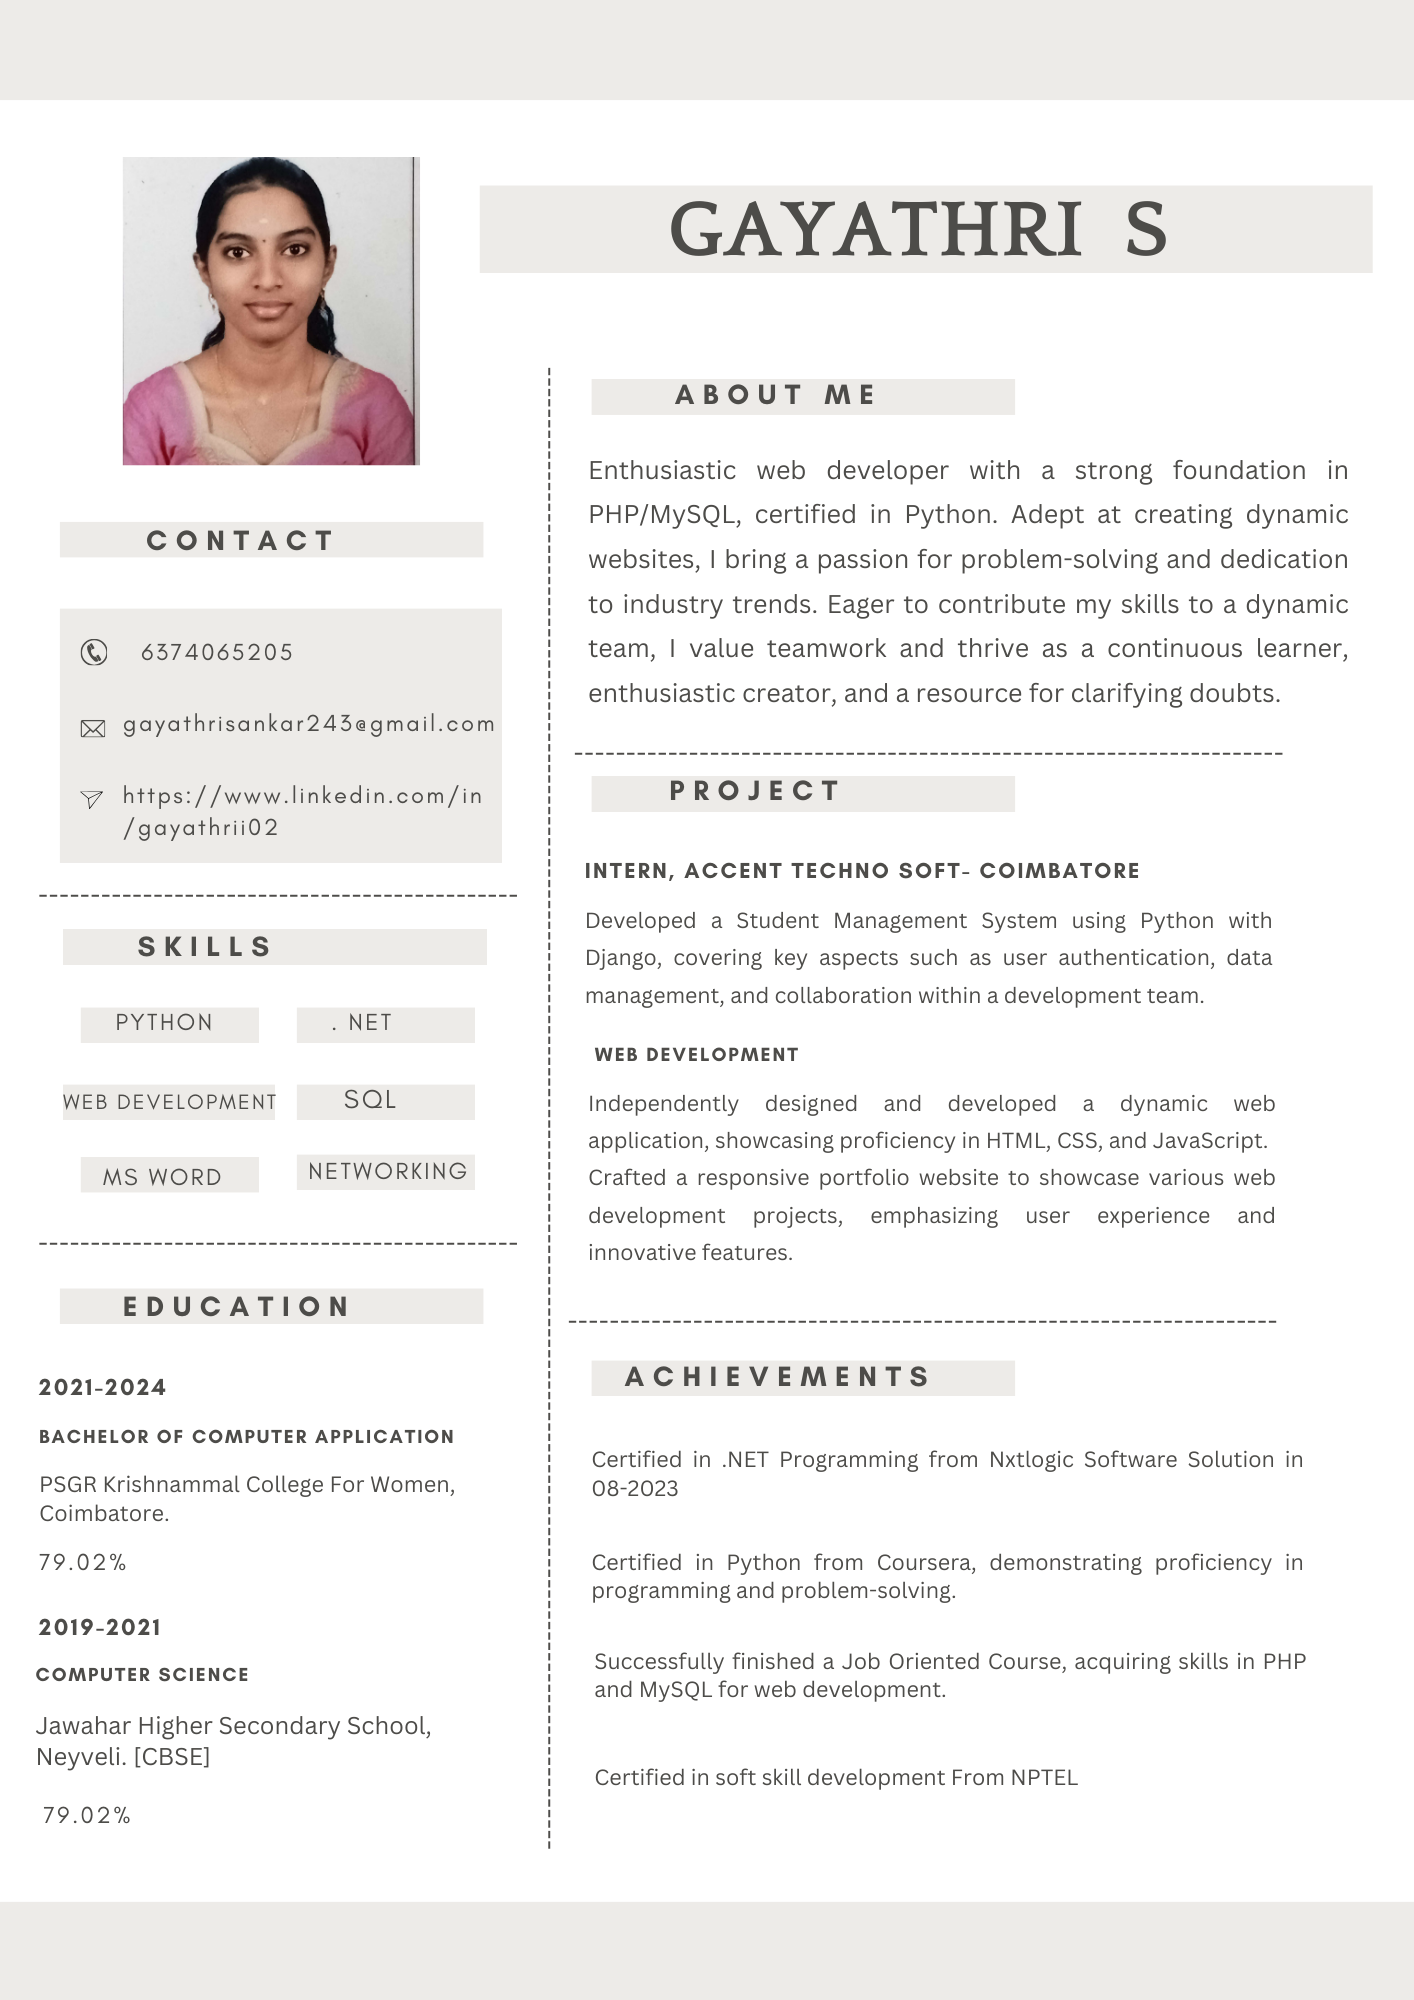 GAYATHRI S
CONTACT
6374065205
gayathrisankar243@gmail.com
https://www.linkedin.com/in
/gayathrii02
SKILLS
PYTHON
. NET
WEB DEVELOPMENT
SQL
MS WORD
NETWORKING
EDUCATION
2021-2024
BACHELOR OF COMPUTER APPLICATION
PSGR Krishnammal College For Women,
Coimbatore.
79.02%
2019-2021
COMPUTER SCIENCE
Jawahar Higher Secondary School,
Neyveli. [CBSE]
79.02%
ABOUT ME
Enthusiastic web developer with a strong foundation in
PHP/MySQL, certified in Python. Adept at creating dynamic
websites, I bring a passion for problem-solving and dedication
to industry trends. Eager to contribute my skills to a dynamic
team, I value teamwork and thrive as a continuous learner,
enthusiastic creator, and a resource for clarifying doubts.
PROJECT
INTERN, ACCENT TECHNO SOFT- COIMBATORE
Developed a Student Management System using Python with
Django, covering key aspects such as user authentication, data
management, and collaboration within a development team.
WEB DEVELOPMENT
Independently designed and developed a dynamic web
application, showcasing proficiency in HTML, CSS, and JavaScript.
Crafted a responsive portfolio website to showcase various web
development projects, emphasizing user experience and
innovative features.
ACHIEVEMENTS
Certified in .NET Programming from Nxtlogic Software Solution in
08-2023
Certified in Python from Coursera, demonstrating proficiency in
programming and problem-solving.
Successfully finished a Job Oriented Course, acquiring skills in PHP
and MySQL for web development.
Certified in soft skill development From NPTEL